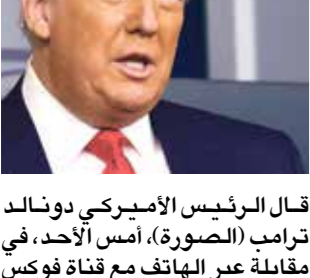 قال الرئيس الأميركي دونالد
ترامب (الصورة)، أمس الأحد، في
مقابلة عبر الهاتف مع قناة فوكس